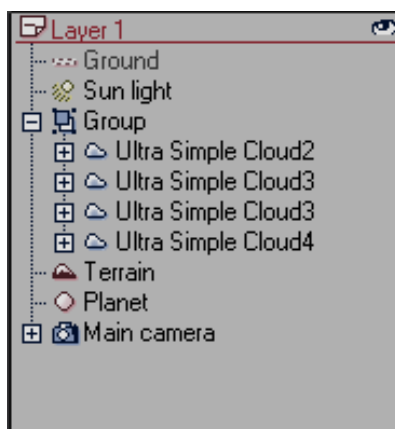 Layer 1
Ground
Sun light
Group
Ultra Simple Cloud2
Ultra Simple Cloud3
Ultra Simple Cloud3
Ultra Simple Cloud4
Terrain
Planet
Main camera